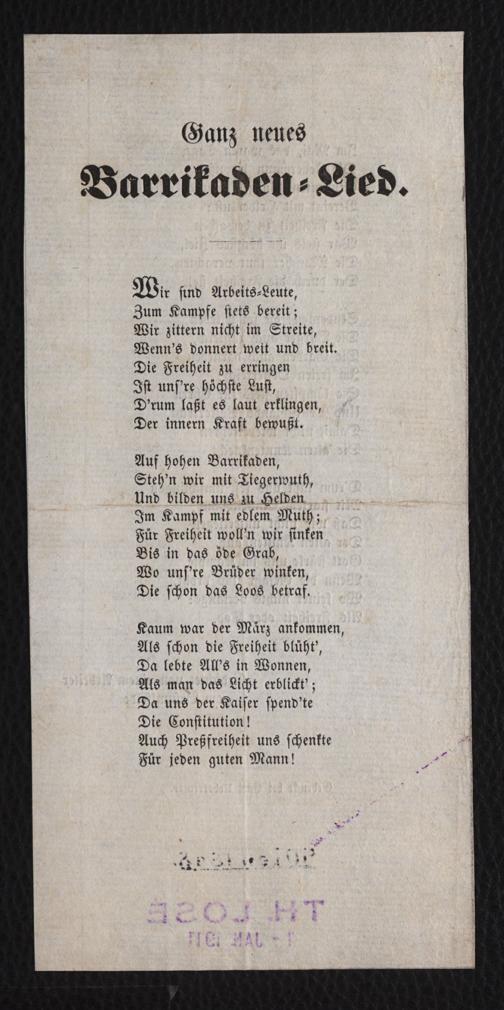 Ganz neues
Barrikaden-Lied.
Wir sind Arbeits-Leute,
Zum Kampfe stets bereit;
Wir zittern nicht im Streite,
Wenn's donnert weit und breit.
Die Freiheit zu erringen
Ist uns're höchste Lust,
D'rum laßt es laut erklingen,
Der innern Kraft bewußt.
Auf hohen Barrikaden,
Steh'n wir mit Tiegerwuth,
Und bilden uns zu Helden
Im Kampf mit edlem Muth;
Für Freiheit woll'n wir sinken
Bis in das öde Grab,
Wo uns're Brüder winken,
Die schon das Loos betraf.
Kaum war der März ankommen,
Als schon die Freiheit blüht',
Da lebte All's in Wonnen,
Als man das Licht erblickt';
Da uns der Kaiser spend'te
Die Constitution!
Auch Preßfreiheit uns schenkte
Für jeden guten Mann!
TH. LOSE
1 - JAN 1911